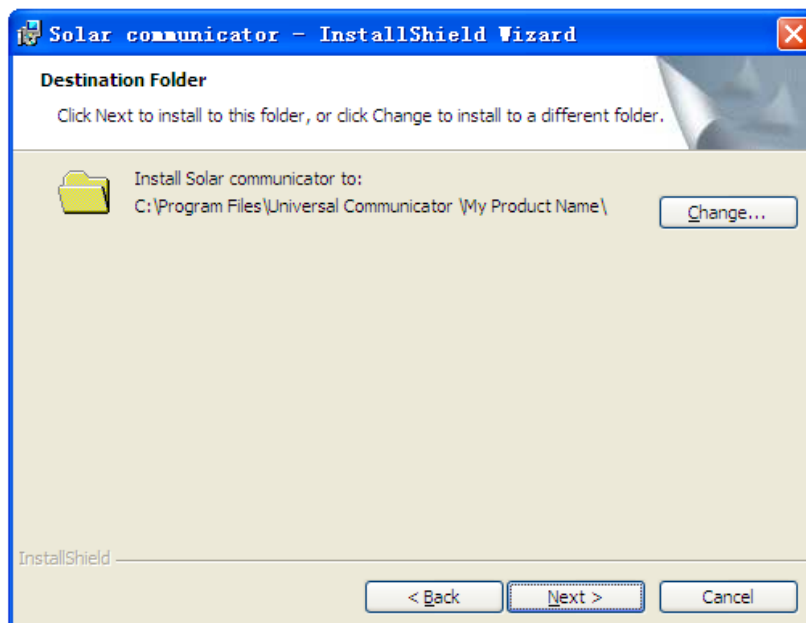 Solar communicator - InstallShield Wizard
Destination Folder
Click Next to install to this folder, or click Change to install to a different folder.
Install Solar communicator to:
C:\Program Files\Universal Communicator \My Product Name\
Change...
InstallShield
< Back
Next >
Cancel